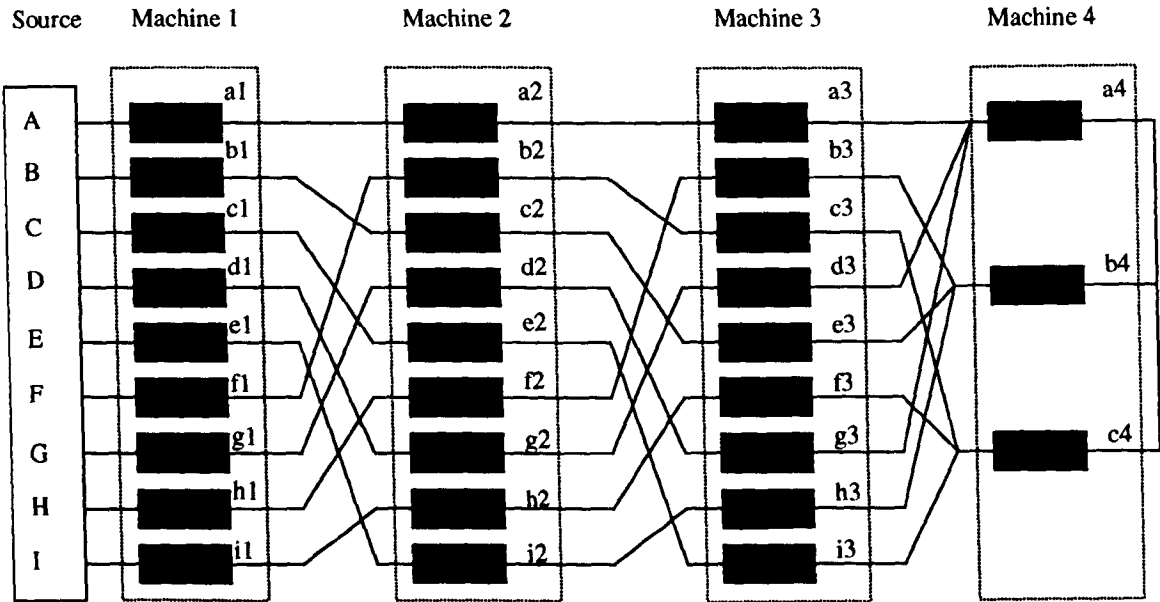 Source Machine 1 Machine 2 Machine 3 Machine 4
A a1 a2 a3 a4
B b1 b2 b3
C c1 c2 c3
D d1 d2 d3 b4
E e1 e2 e3
F f1 f2 f3
G g1 g2 g3 c4
H h1 h2 h3
I i1 i2 i3